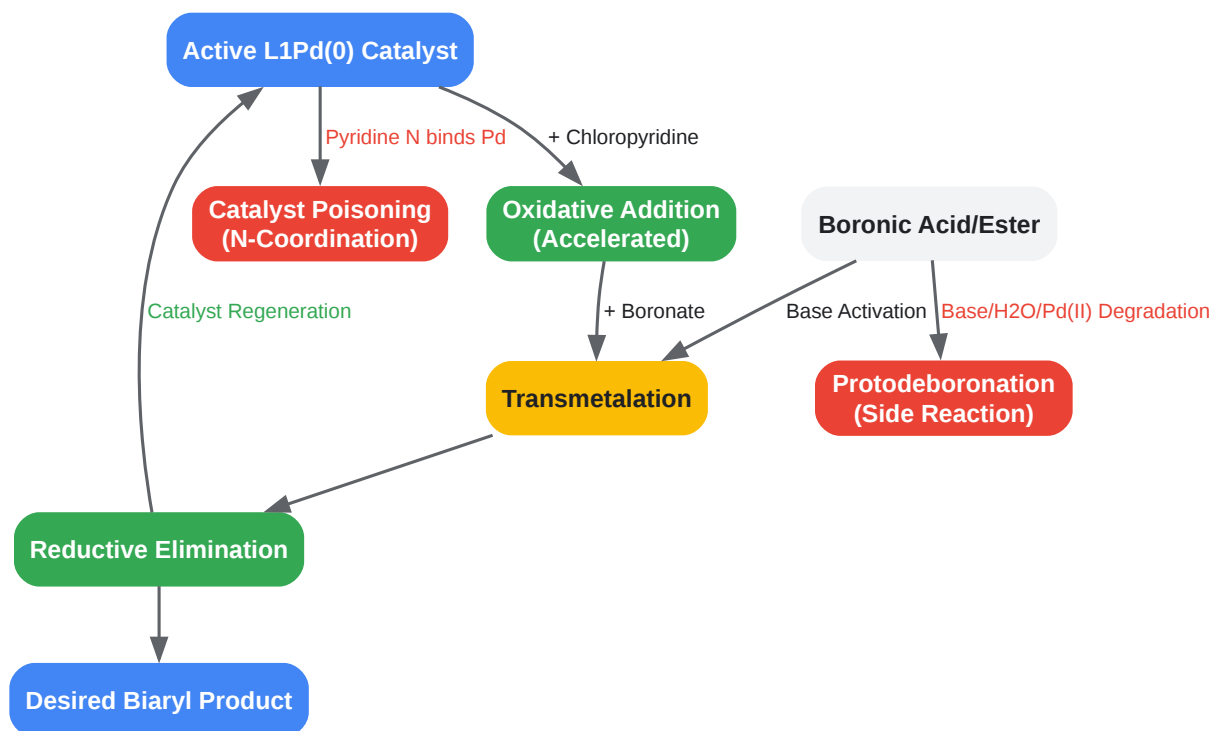 Active L1Pd(0) Catalyst
Pyridine N binds Pd
+ Chloropyridine
Catalyst Poisoning
(N-Coordination)
Oxidative Addition
(Accelerated)
Boronic Acid/Ester
Catalyst Regeneration
+ Boronate
Base Activation
Base/H2O/Pd(II) Degradation
Transmetalation
Protodeboronation
(Side Reaction)
Reductive Elimination
Desired Biaryl Product